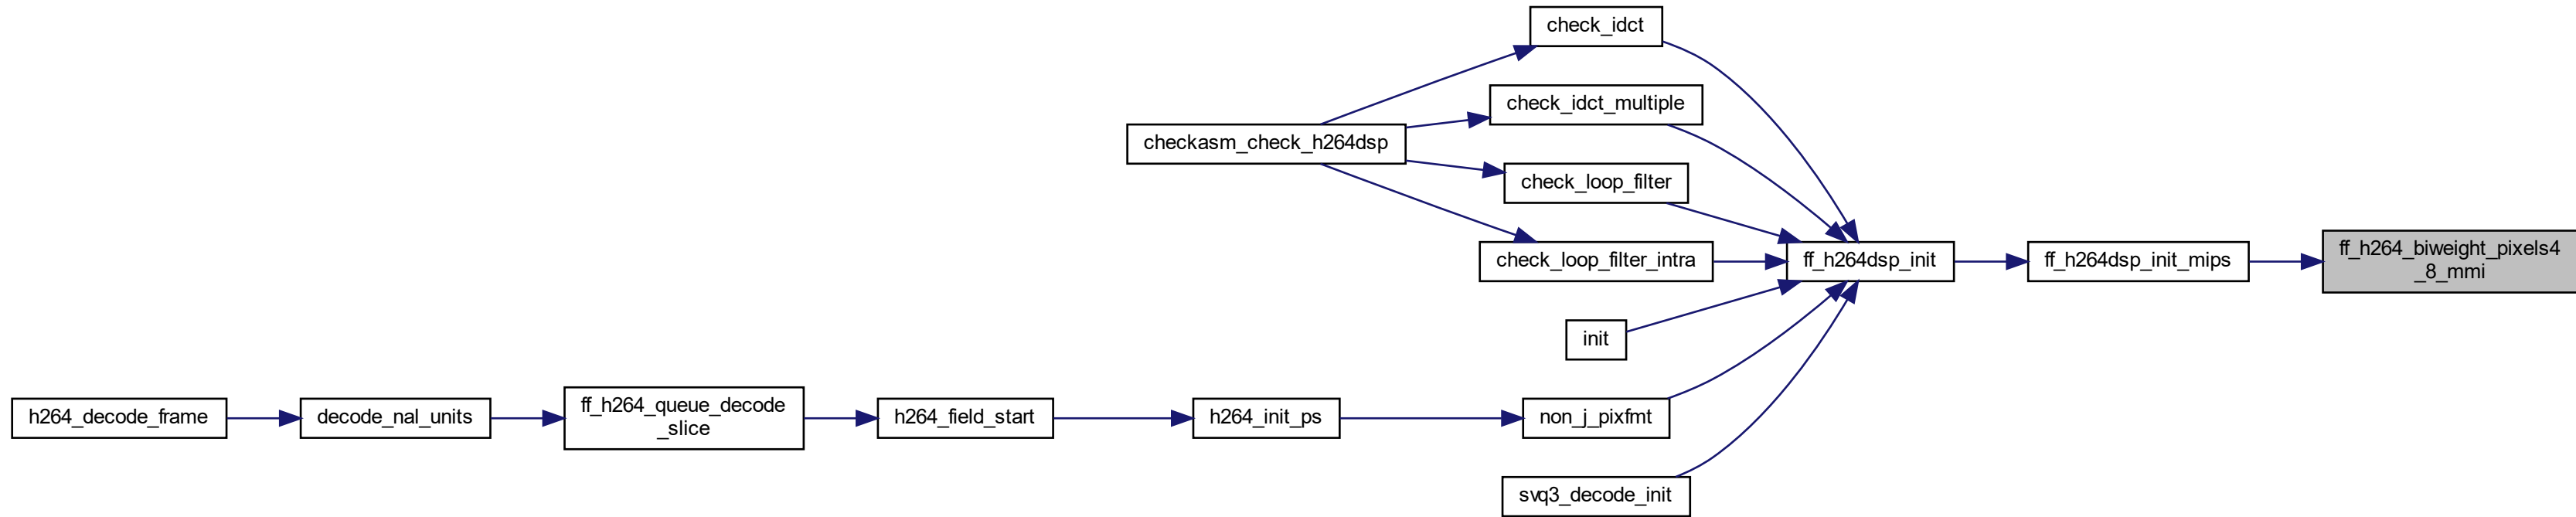 check_idct
check_idct_multiple
checkasm_check_h264dsp
check_loop_filter
check_loop_filter_intra
ff_h264dsp_init
ff_h264dsp_init_mips
ff_h264_biweight_pixels4
_8_mmi
init
h264_decode_frame
decode_nal_units
ff_h264_queue_decode
_slice
h264_field_start
h264_init_ps
non_j_pixfmt
svq3_decode_init